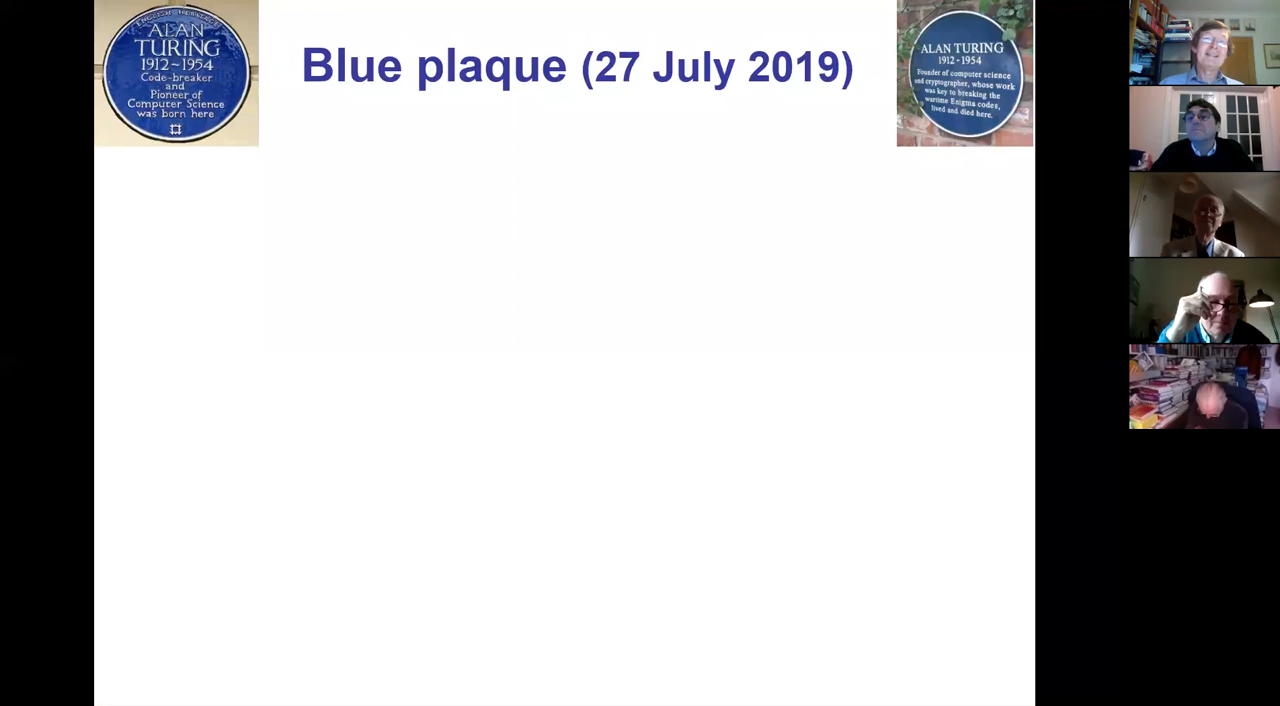 ENGLISH HERITAGE
ALAN
TURING
1912~1954
Code-breaker
and
Pioneer of
Computer Science
was born here
Blue plaque (27 July 2019)
ALAN TURING
1912 - 1954
Founder of computer science
and cryptographer, whose work
was key to breaking the
wartime Enigma codes,
lived and died here.